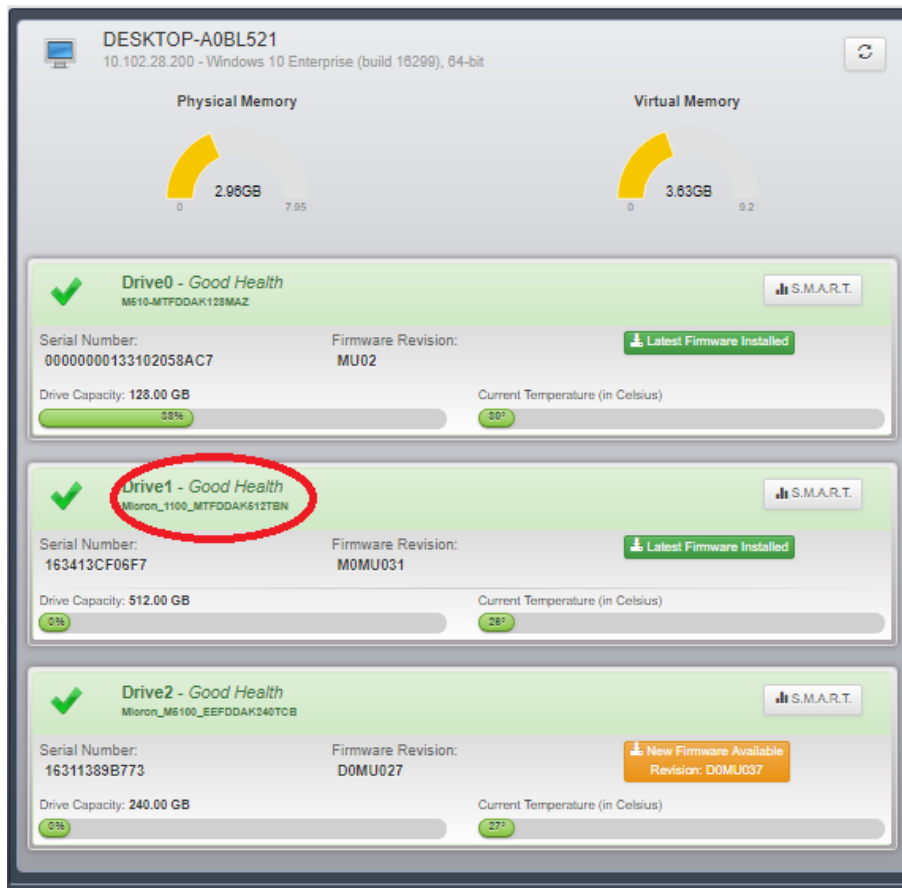 DESKTOP-A0BL521
10.102.28.200 - Windows 10 Enterprise (build 16299), 64-bit
Physical Memory
Virtual Memory
2.96GB
0
7.95
3.63GB
0
9.2
Drive0 - Good Health
M510-MTFDDAK128MAZ
S.M.A.R.T.
Serial Number:
00000000133102058AC7
Firmware Revision:
MU02
Latest Firmware Installed
Drive Capacity: 128.00 GB
38%
Current Temperature (in Celsius)
30°
Drive1 - Good Health
Micron_1100_MTFDDAK512TBN
S.M.A.R.T.
Serial Number:
163413CF06F7
Firmware Revision:
M0MU031
Latest Firmware Installed
Drive Capacity: 512.00 GB
0%
Current Temperature (in Celsius)
28°
Drive2 - Good Health
Micron_M5100_EEFDDAK240TCB
S.M.A.R.T.
Serial Number:
16311389B773
Firmware Revision:
D0MU027
New Firmware Available
Revision: D0MU037
Drive Capacity: 240.00 GB
0%
Current Temperature (in Celsius)
27°